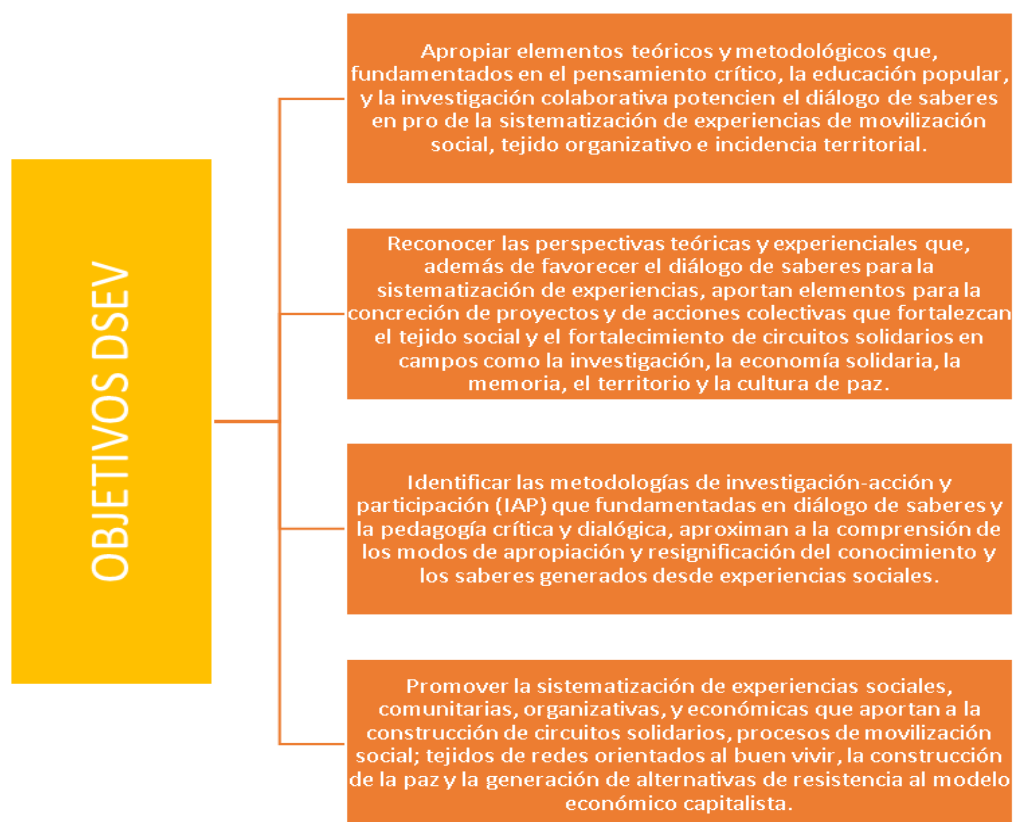 OBJETIVOS DSEV
Apropiar elementos teóricos y metodológicos que,
fundamentados en el pensamiento crítico, la educación popular,
y la investigación colaborativa potencien el diálogo de saberes
en pro de la sistematización de experiencias de movilización
social, tejido organizativo e incidencia territorial.
Reconocer las perspectivas teóricas y experienciales que,
además de favorecer el diálogo de saberes para la
sistematización de experiencias, aportan elementos para la
concreción de proyectos y de acciones colectivas que fortalezcan
el tejido social y el fortalecimiento de circuitos solidarios en
campos como la investigación, la economía solidaria, la
memoria, el territorio y la cultura de paz.
Identificar las metodologías de investigación-acción y
participación (IAP) que fundamentadas en diálogo de saberes y
la pedagogía crítica y dialógica, aproximan a la comprensión de
los modos de apropiación y resignificación del conocimiento y
los saberes generados desde experiencias sociales.
Promover la sistematización de experiencias sociales,
comunitarias, organizativas, y económicas que aportan a la
construcción de circuitos solidarios, procesos de movilización
social; tejidos de redes orientados al buen vivir, la construcción
de la paz y la generación de alternativas de resistencia al modelo
económico capitalista.